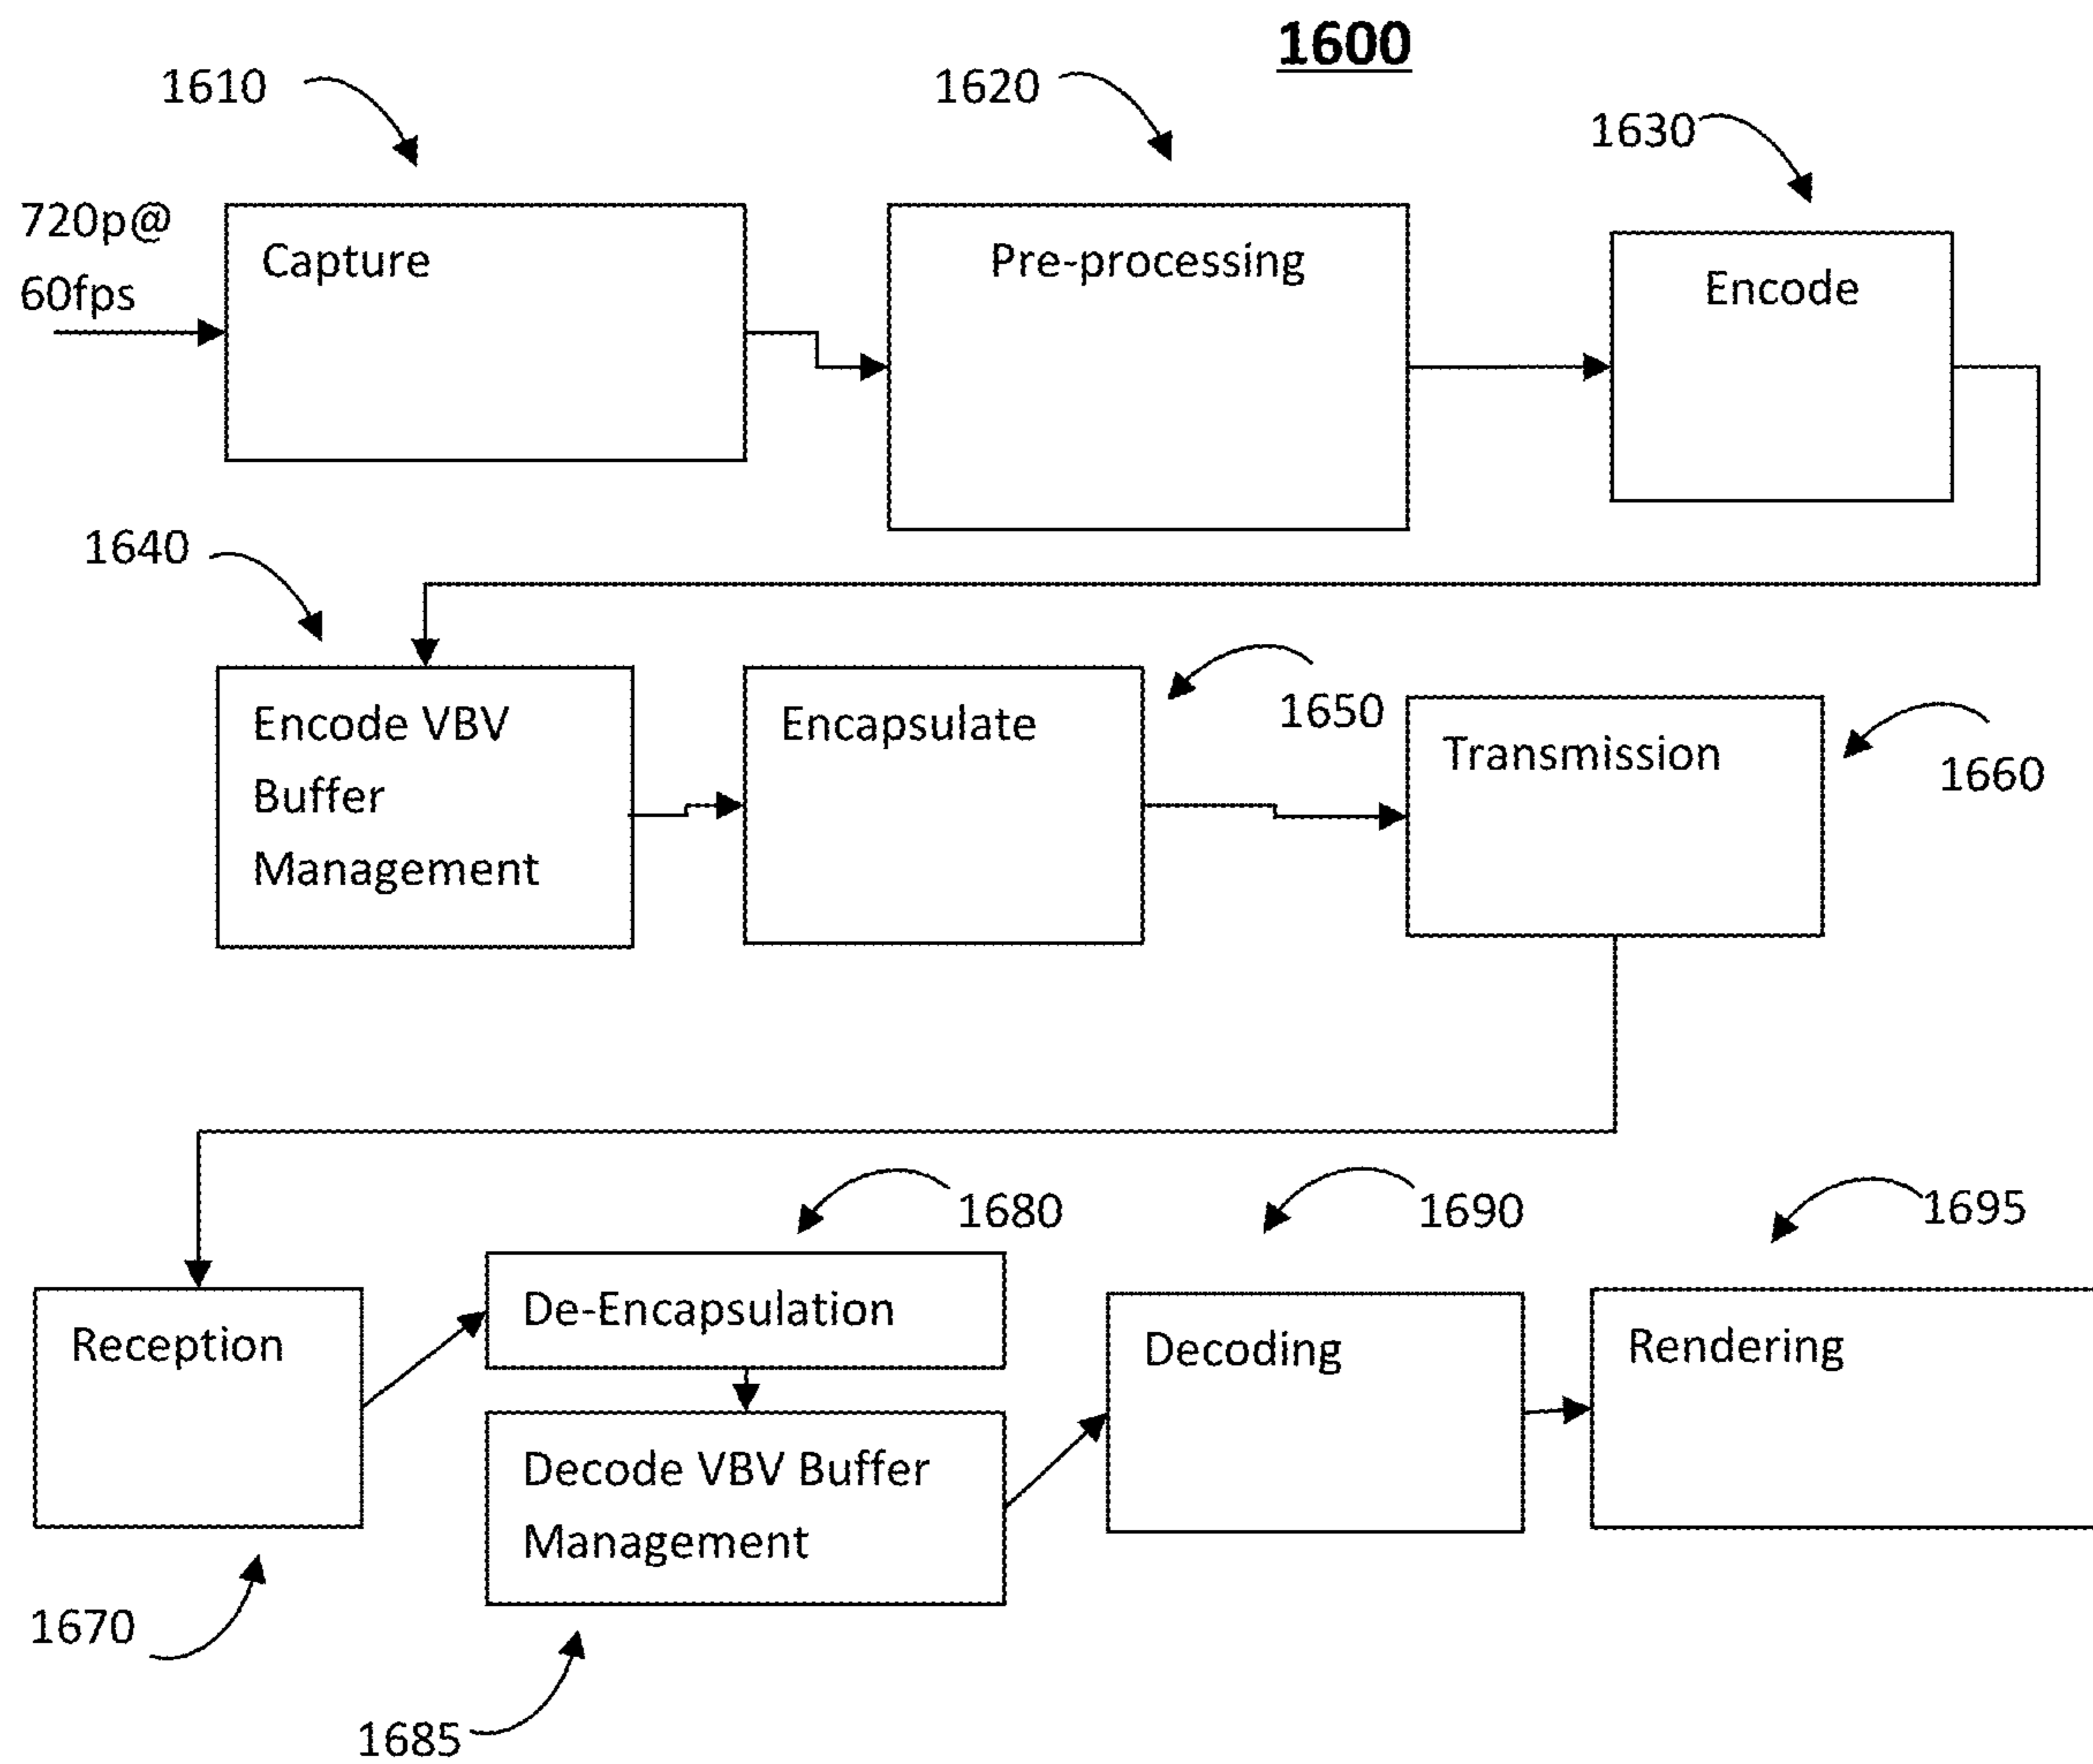 1600
1610
1620
1630
720p@
60fps
Capture
Pre-processing
Encode
1640
Encode VBV
Buffer
Management
Encapsulate
1650
Transmission
1660
1680
1690
1695
Reception
De-Encapsulation
Decode VBV Buffer
Management
Decoding
Rendering
1670
1685